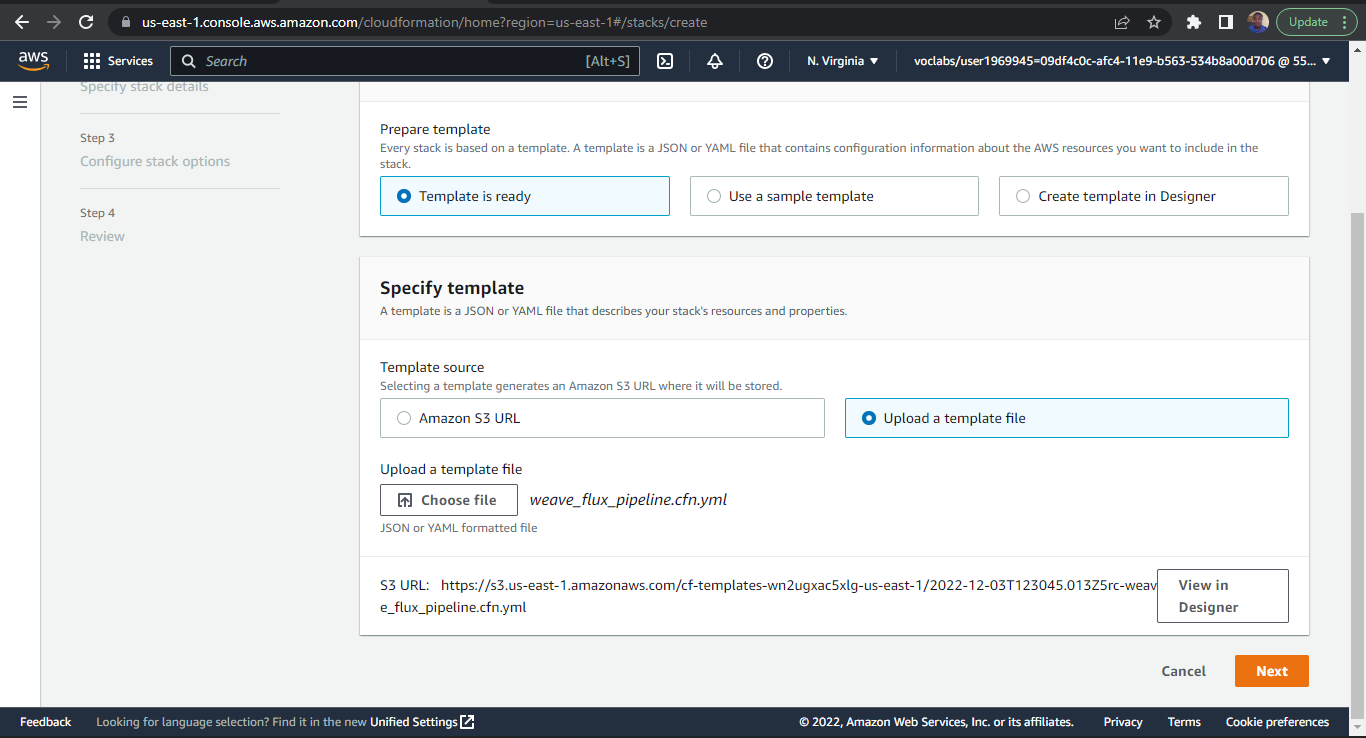 us-east-1.console.aws.amazon.com/cloudformation/home?region=us-east-1#/stacks/create
Update
aws
Services
Search
[Alt+S]
N. Virginia
voclabs/user1969945=09df4c0c-afc4-11e9-b563-534b8a00d706 @ 55...
Specify stack details
Step 3
Configure stack options
Step 4
Review
Prepare template
Every stack is based on a template. A template is a JSON or YAML file that contains configuration information about the AWS resources you want to include in the
stack.
Template is ready
Use a sample template
Create template in Designer
Specify template
A template is a JSON or YAML file that describes your stack's resources and properties.
Template source
Selecting a template generates an Amazon S3 URL where it will be stored.
Amazon S3 URL
Upload a template file
Upload a template file
Choose file
weave_flux_pipeline.cfn.yml
JSON or YAML formatted file
S3 URL: https://s3.us-east-1.amazonaws.com/cf-templates-wn2ugxac5xlg-us-east-1/2022-12-03T123045.013Z5rc-weav
e_flux_pipeline.cfn.yml
View in
Designer
Cancel
Next
Feedback
Looking for language selection? Find it in the new Unified Settings
© 2022, Amazon Web Services, Inc. or its affiliates.
Privacy
Terms
Cookie preferences